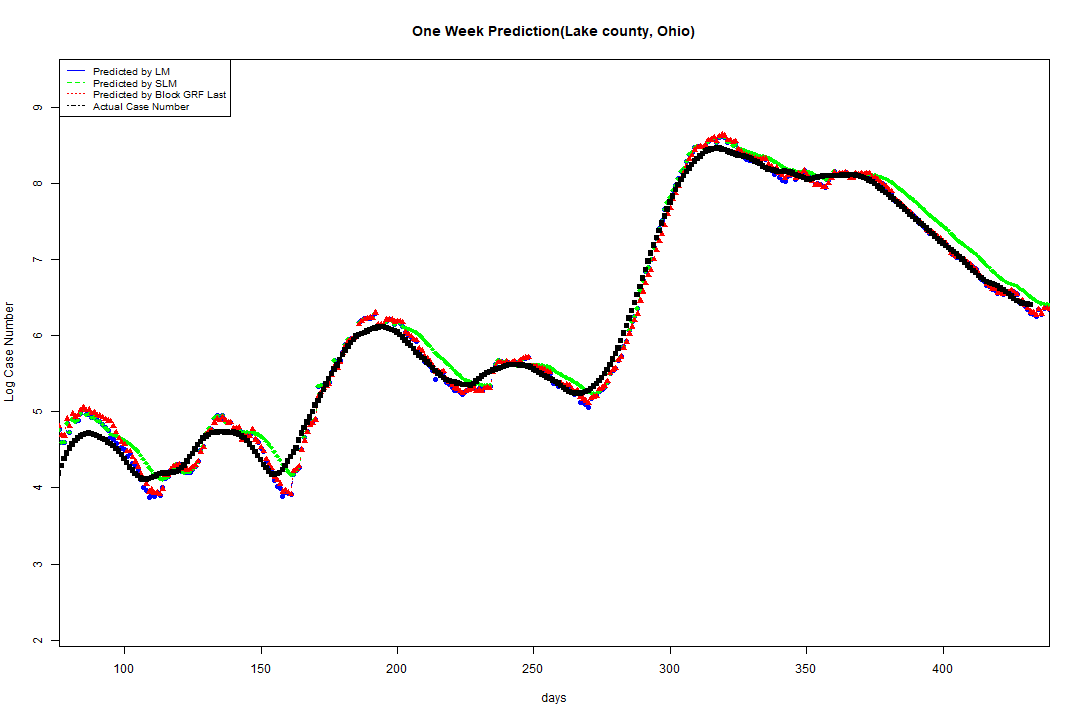 One Week Prediction(Lake county, Ohio)
Predicted by LM
Predicted by SLM
Predicted by Block GRF Last
Actual Case Number
9
8
7
6
5
4
3
2
Log Case Number
100 150 200 250 300 350 400
days